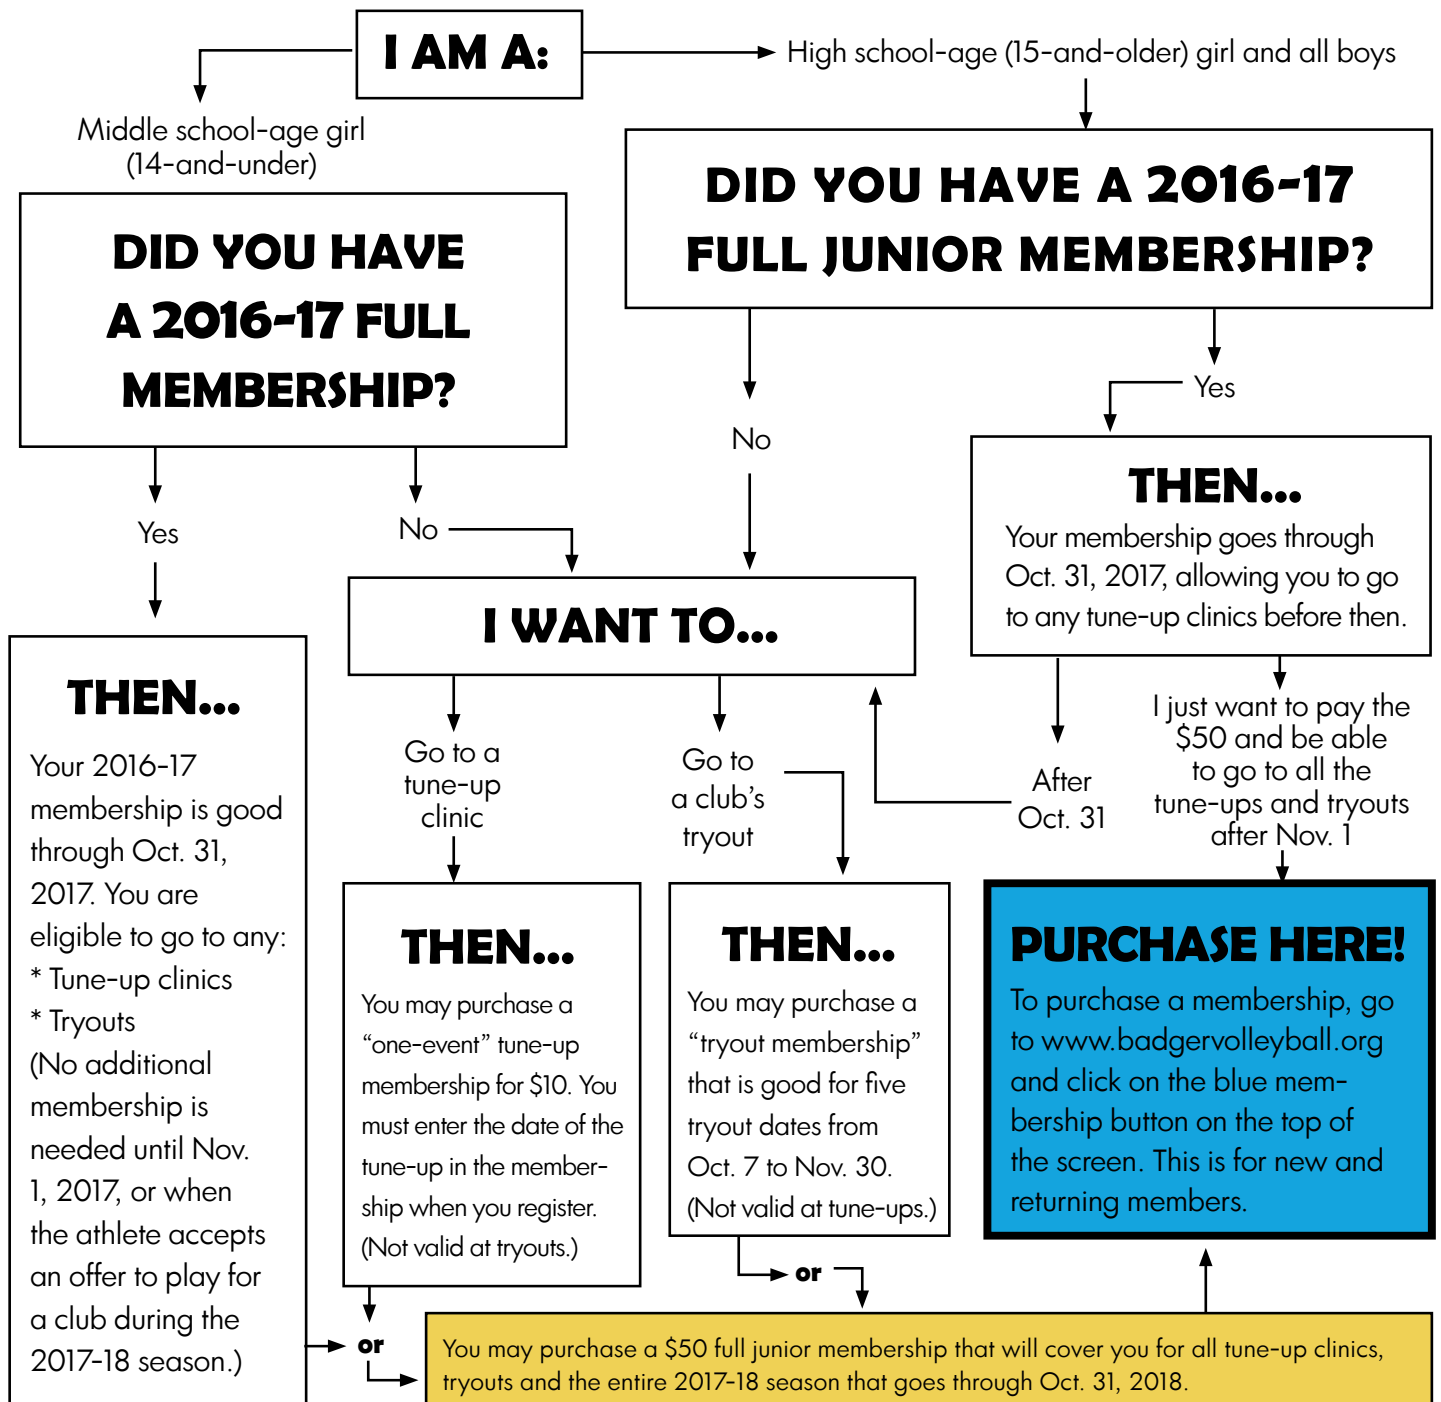 I AM A:
High school-age (15-and-older) girl and all boys
Middle school-age girl
(14-and-under)
DID YOU HAVE
A 2016-17 FULL
MEMBERSHIP?
DID YOU HAVE A 2016-17
FULL JUNIOR MEMBERSHIP?
Yes
No
No
Yes
THEN...
Your membership goes through
Oct. 31, 2017, allowing you to go
to any tune-up clinics before then.
I WANT TO...
THEN...
Your 2016-17
membership is good
through Oct. 31,
2017. You are
eligible to go to any:
* Tune-up clinics
* Tryouts
(No additional
membership is
needed until Nov.
1, 2017, or when
the athlete accepts
an offer to play for
a club during the
2017-18 season.)
Go to a
tune-up
clinic
Go to
a club's
tryout
After
Oct. 31
I just want to pay the
$50 and be able
to go to all the
tune-ups and tryouts
after Nov. 1
THEN...
You may purchase a
"one-event" tune-up
membership for $10. You
must enter the date of the
tune-up in the member-
ship when you register.
(Not valid at tryouts.)
THEN...
You may purchase a
"tryout membership"
that is good for five
tryout dates from
Oct. 7 to Nov. 30.
(Not valid at tune-ups.)
PURCHASE HERE!
To purchase a membership, go
to www.badgervolleyball.org
and click on the blue mem-
bership button on the top of
the screen. This is for new and
returning members.
or
or
You may purchase a $50 full junior membership that will cover you for all tune-up clinics,
tryouts and the entire 2017-18 season that goes through Oct. 31, 2018.